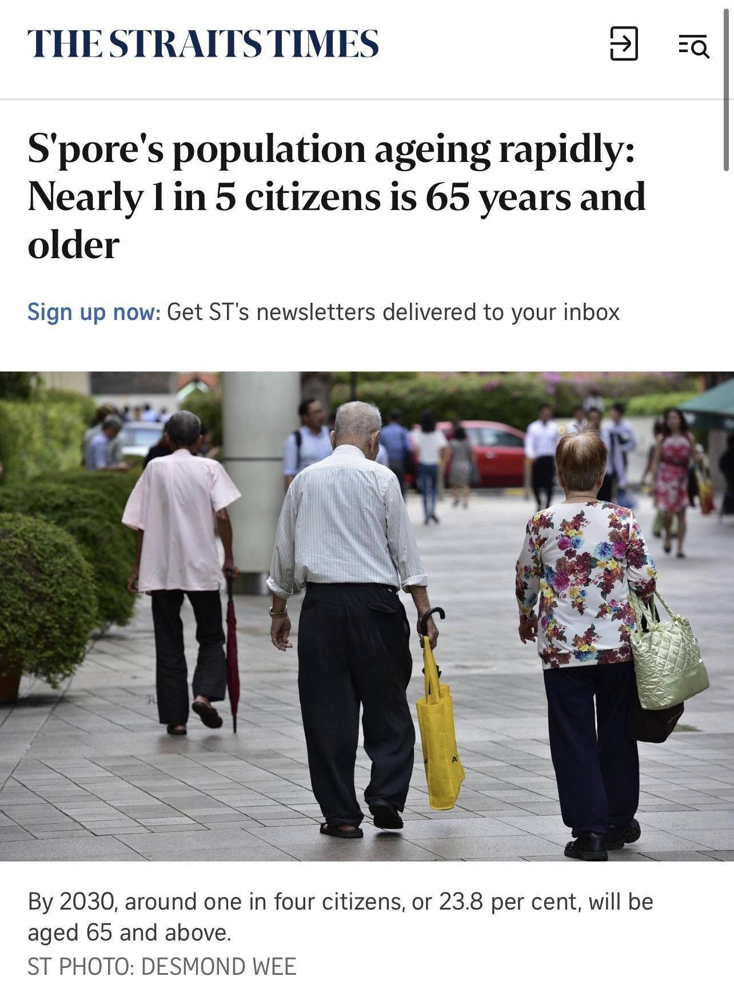 THE STRAITS TIMES
S'pore's population ageing rapidly:
Nearly 1 in 5 citizens is 65 years and
older
Sign up now: Get ST's newsletters delivered to your inbox
By 2030, around one in four citizens, or 23.8 per cent, will be
aged 65 and above.
ST PHOTO: DESMOND WEE